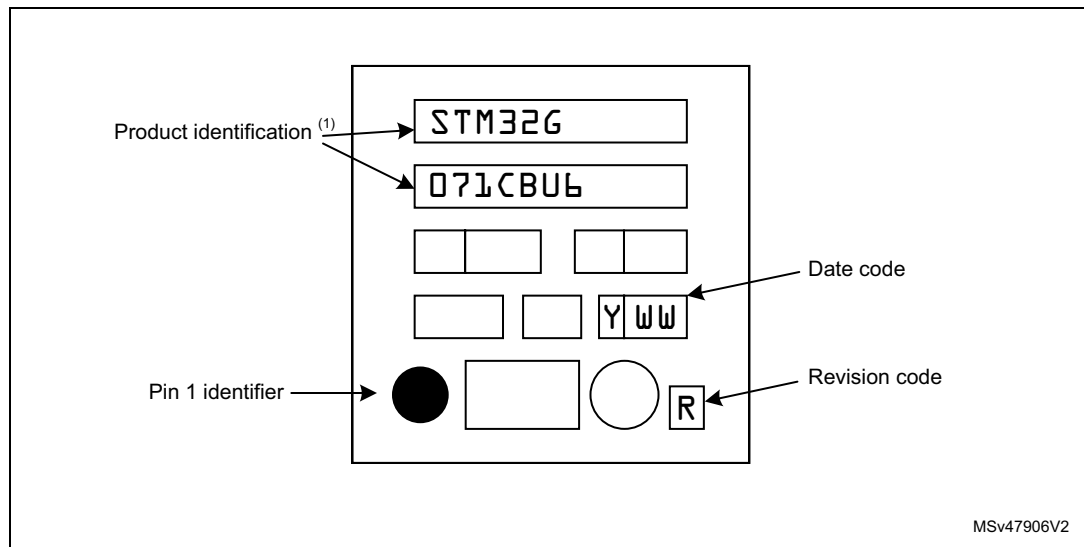 STM32G
Product identification (1)
071CBU6
Date code
Y WW
Pin 1 identifier
Revision code
R
MSv47906V2